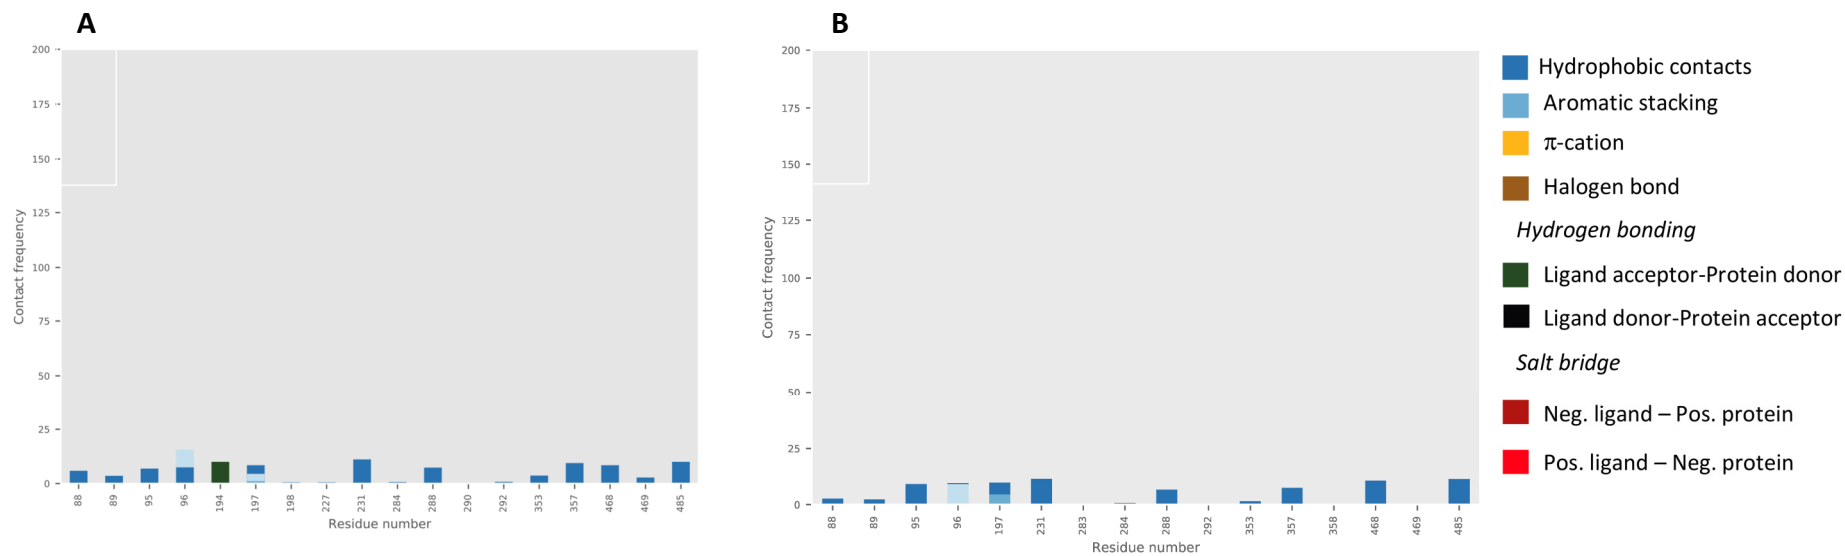 A
200
175
150
125
100
75
50
25
0
Contact frequency
88 89 95 96 194 197 198 227 231 284 288 290 292 353 357 468 469 485
Residue number
B
200
175
150
125
100
75
50
25
0
Contact frequency
88 89 95 96 197 231 283 284 288 292 353 357 358 468 469 485
Residue number
Hydrophobic contacts
Aromatic stacking
π-cation
Halogen bond
Hydrogen bonding
Ligand acceptor-Protein donor
Ligand donor-Protein acceptor
Salt bridge
Neg. ligand – Pos. protein
Pos. ligand – Neg. protein